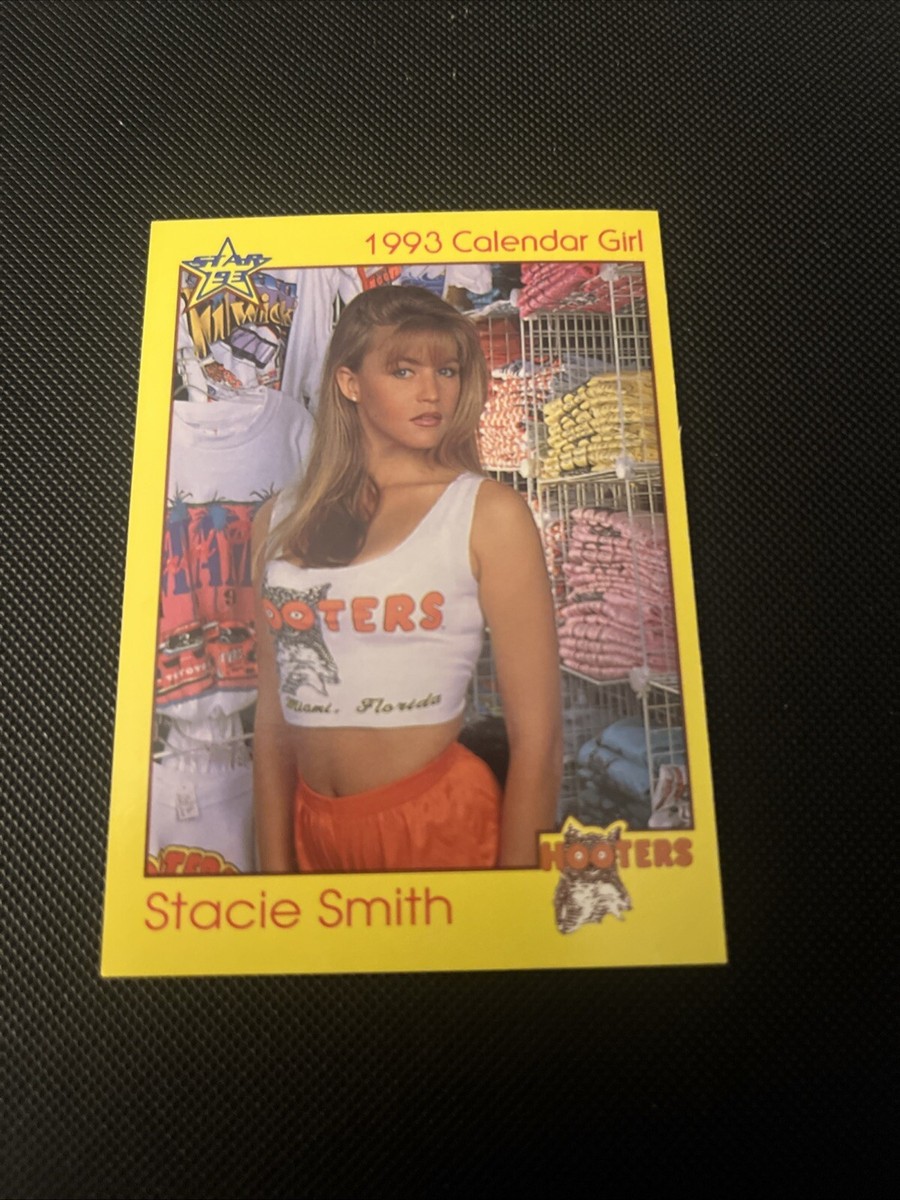 1993 Calendar Girl
STAR
'93
HOOTERS
Miami, Florida
HOOTERS
Stacie Smith